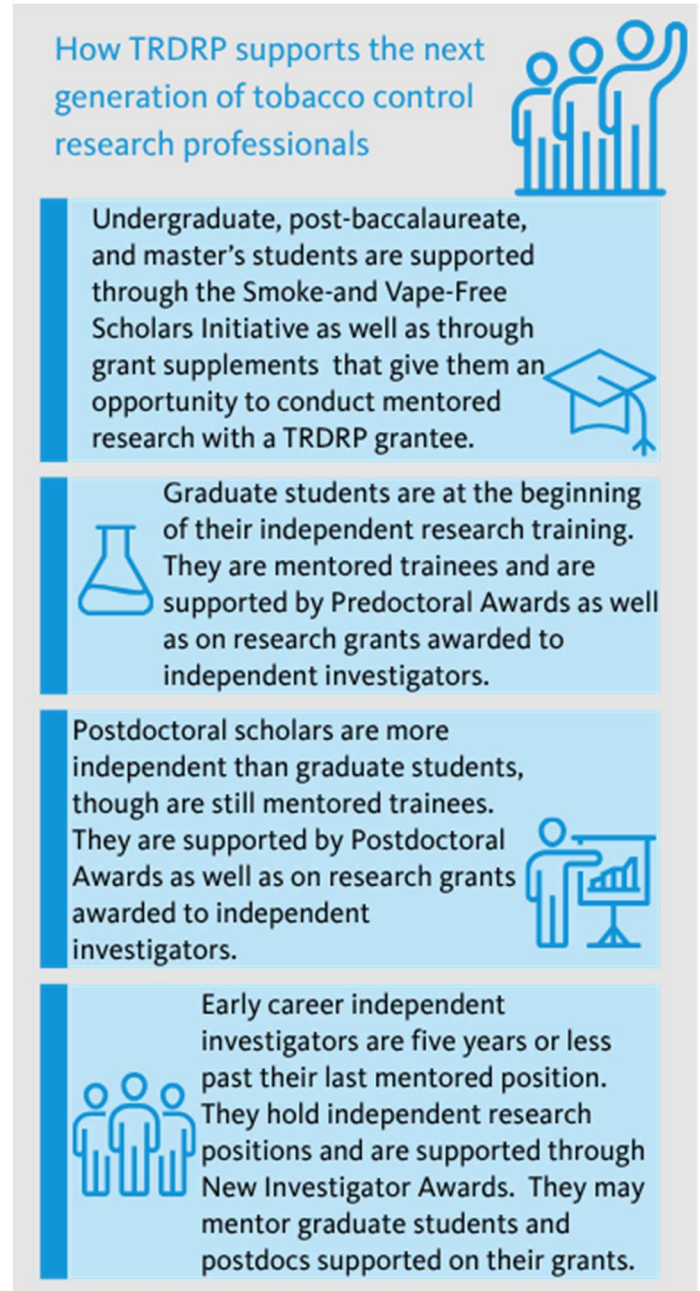 How TRDRP supports the next
generation of tobacco control
research professionals
Undergraduate, post-baccalaureate,
and master's students are supported
through the Smoke-and Vape-Free
Scholars Initiative as well as through
grant supplements  that give them an
opportunity to conduct mentored
research with a TRDRP grantee.
Graduate students are at the beginning
of their independent research training.
They are mentored trainees and are
supported by Predoctoral Awards as well
as on research grants awarded to
independent investigators.
Postdoctoral scholars are more
independent than graduate students,
though are still mentored trainees.
They are supported by Postdoctoral
Awards as well as on research grants
awarded to independent
investigators.
Early career independent
investigators are five years or less
past their last mentored position.
They hold independent research
positions and are supported through
New Investigator Awards.  They may
mentor graduate students and
postdocs supported on their grants.